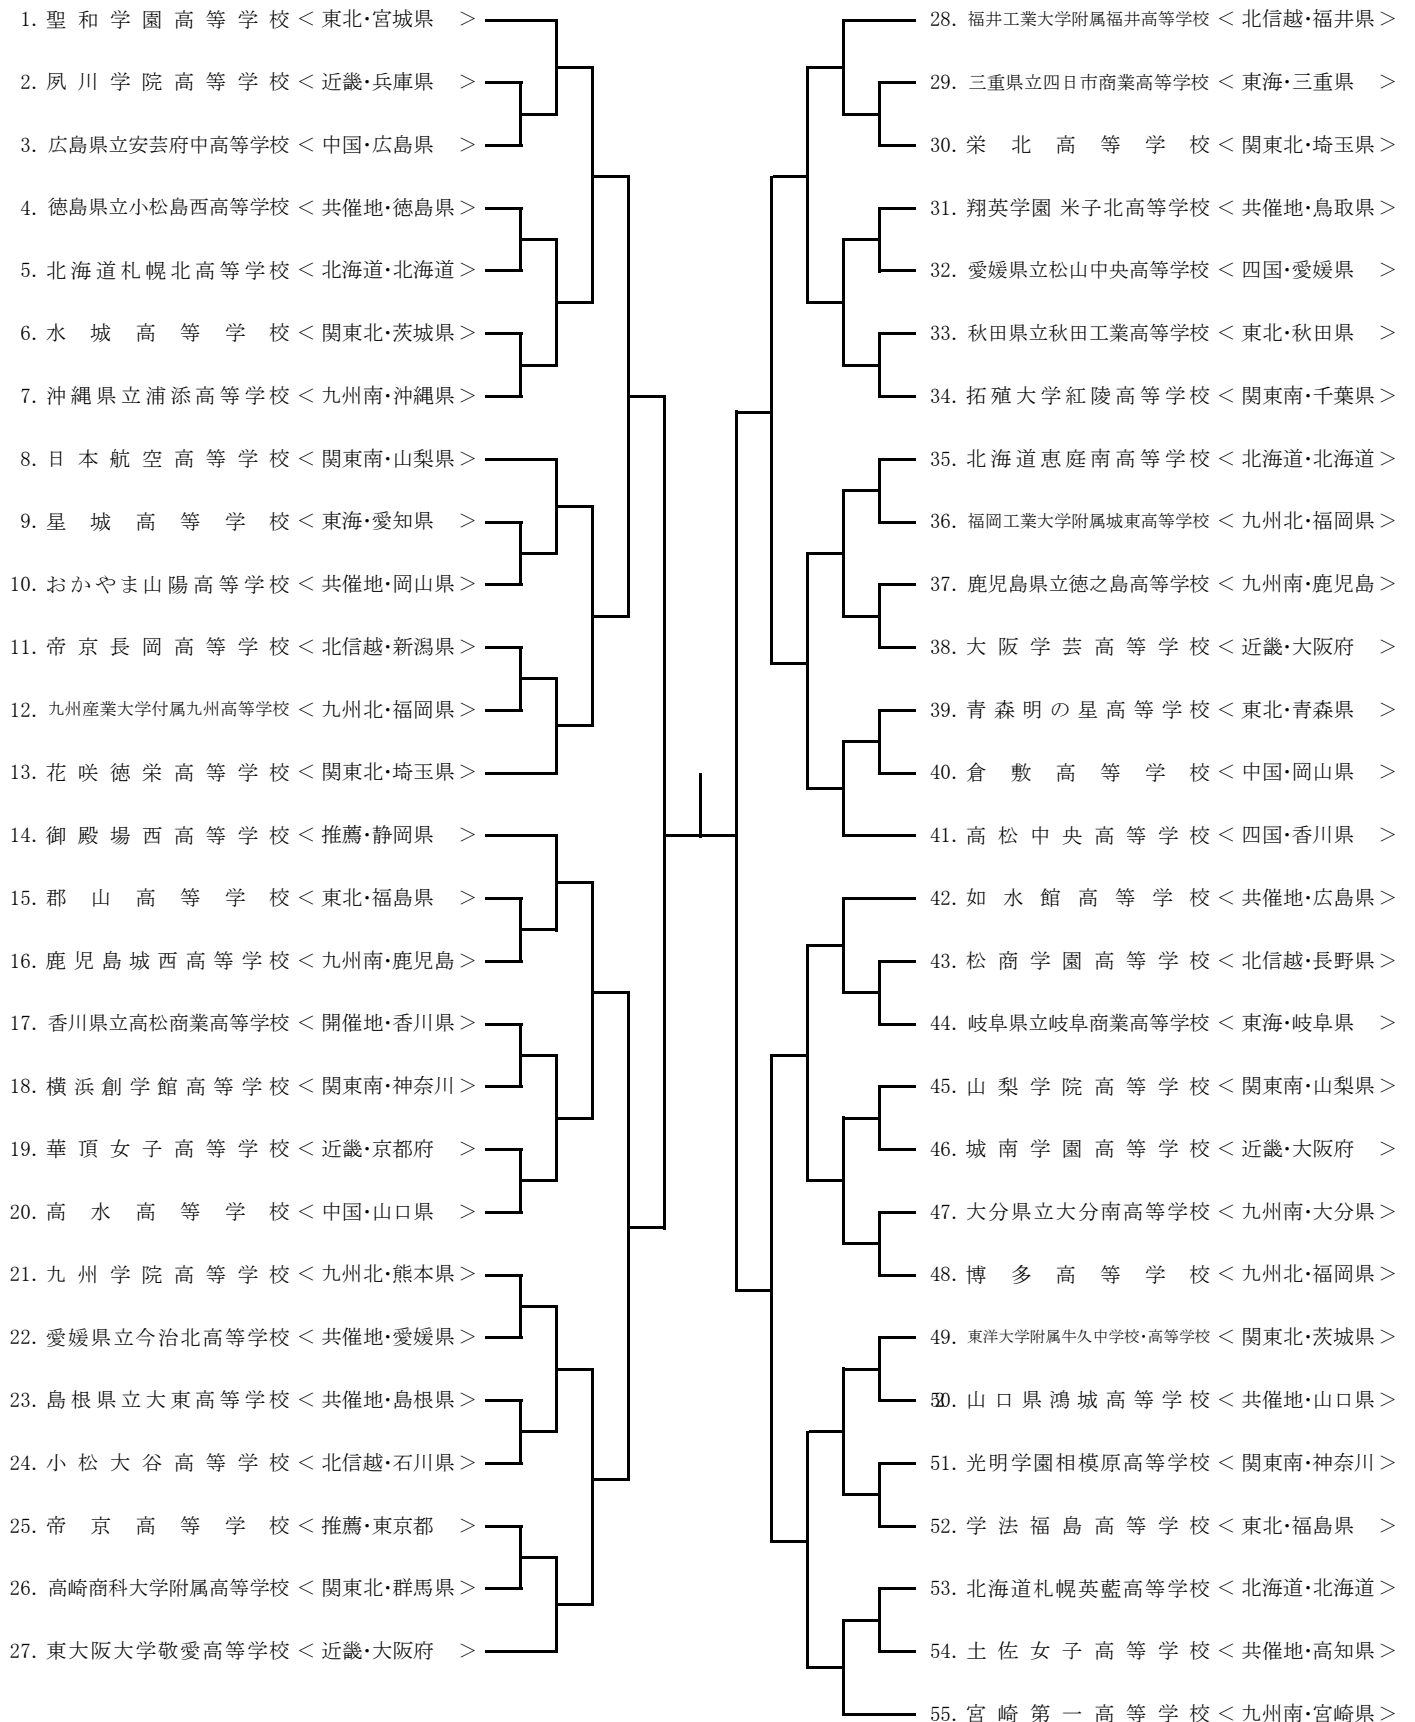 1. 聖和学園高等学校 < 東北・宮城県 >
2. 夙川学院高等学校 < 近畿・兵庫県 >
3. 広島県立安芸府中高等学校 < 中国・広島県 >
4. 徳島県立小松島西高等学校 < 共催地・徳島県 >
5. 北海道札幌北高等学校 < 北海道・北海道 >
6. 水城高等学校 < 関東北・茨城県 >
7. 沖縄県立浦添高等学校 < 九州南・沖縄県 >
8. 日本航空高等学校 < 関東南・山梨県 >
9. 星城高等学校 < 東海・愛知県 >
10. おかやま山陽高等学校 < 共催地・岡山県 >
11. 帝京長岡高等学校 < 北信越・新潟県 >
12. 九州産業大学付属九州高等学校 < 九州北・福岡県 >
13. 花咲徳栄高等学校 < 関東北・埼玉県 >
14. 御殿場西高等学校 < 推薦・静岡県 >
15. 郡山高等学校 < 東北・福島県 >
16. 鹿児島城西高等学校 < 九州南・鹿児島 >
17. 香川県立高松商業高等学校 < 開催地・香川県 >
18. 横浜創学館高等学校 < 関東南・神奈川 >
19. 華頂女子高等学校 < 近畿・京都府 >
20. 高水高等学校 < 中国・山口県 >
21. 九州学院高等学校 < 九州北・熊本県 >
22. 愛媛県立今治北高等学校 < 共催地・愛媛県 >
23. 島根県立大東高等学校 < 共催地・島根県 >
24. 小松大谷高等学校 < 北信越・石川県 >
25. 帝京高等学校 < 推薦・東京都 >
26. 高崎商科大学附属高等学校 < 関東北・群馬県 >
27. 東大阪大学敬愛高等学校 < 近畿・大阪府 >
28. 福井工業大学附属福井高等学校 < 北信越・福井県 >
29. 三重県立四日市商業高等学校 < 東海・三重県 >
30. 栄北高等学校 < 関東北・埼玉県 >
31. 翔英学園 米子北高等学校 < 共催地・鳥取県 >
32. 愛媛県立松山中央高等学校 < 四国・愛媛県 >
33. 秋田県立秋田工業高等学校 < 東北・秋田県 >
34. 拓殖大学紅陵高等学校 < 関東南・千葉県 >
35. 北海道恵庭南高等学校 < 北海道・北海道 >
36. 福岡工業大学附属城東高等学校 < 九州北・福岡県 >
37. 鹿児島県立徳之島高等学校 < 九州南・鹿児島 >
38. 大阪学芸高等学校 < 近畿・大阪府 >
39. 青森明の星高等学校 < 東北・青森県 >
40. 倉敷高等学校 < 中国・岡山県 >
41. 高松中央高等学校 < 四国・香川県 >
42. 如水館高等学校 < 共催地・広島県 >
43. 松商学園高等学校 < 北信越・長野県 >
44. 岐阜県立岐阜商業高等学校 < 東海・岐阜県 >
45. 山梨学院高等学校 < 関東南・山梨県 >
46. 城南学園高等学校 < 近畿・大阪府 >
47. 大分県立大分南高等学校 < 九州南・大分県 >
48. 博多高等学校 < 九州北・福岡県 >
49. 東洋大学附属牛久中学校・高等学校 < 関東北・茨城県 >
50. 山口県鴻城高等学校 < 共催地・山口県 >
51. 光明学園相模原高等学校 < 関東南・神奈川 >
52. 学法福島高等学校 < 東北・福島県 >
53. 北海道札幌英藍高等学校 < 北海道・北海道 >
54. 土佐女子高等学校 < 共催地・高知県 >
55. 宮崎第一高等学校 < 九州南・宮崎県 >